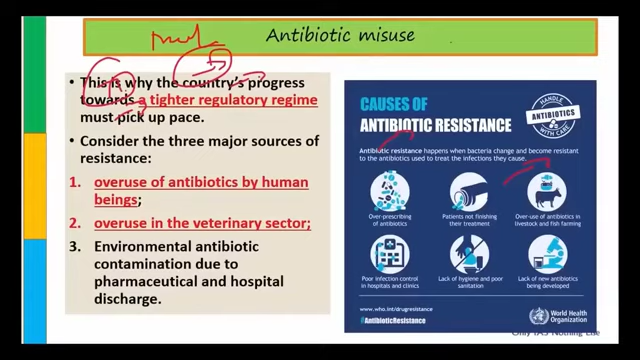 Antibiotic misuse
This is why the country's progress
towards a tighter regulatory regime
must pick up pace.
Consider the three major sources of
resistance:
1. overuse of antibiotics by human
beings;
2. overuse in the veterinary sector;
3. Environmental antibiotic
contamination due to
pharmaceutical and hospital
discharge.
CAUSES OF
ANTIBIOTIC RESISTANCE
HANDLE
ANTIBIOTICS
WITH CARE
Antibiotic resistance happens when bacteria change and become resistant
to the antibiotics used to treat the infections they cause.
Over-prescribing
of antibiotics
Patients not finishing
their treatment
Over-use of antibiotics in
livestock and fish farming
Poor infection control
in hospitals and clinics
Lack of hygiene and poor
sanitation
Lack of new antibiotics
being developed
www.who.int/drugresistance
#AntibioticResistance
World Health
Organization
Only IAS Nothing Else